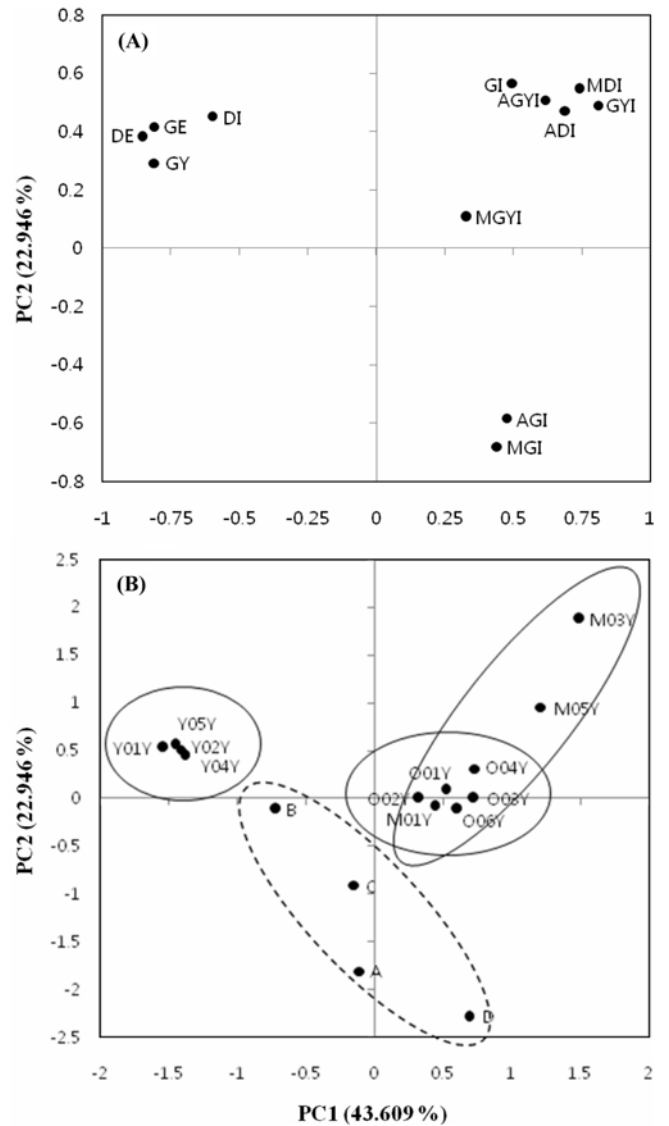 (A)
0.8
0.6
0.4
0.2
0
-0.2
-0.4
-0.6
-0.8
PC2 (22.946 %)
GI MDI
AGYI GYI
ADI
DI
GE
DE
GY
MGYI
AGI
MGI
-1 -0.75 -0.5 0 0.25 0.5 0.75 1
(B)
2.5
2
1.5
1
0.5
0
-0.5
-1
-1.5
-2
-2.5
PC2 (22.946 %)
M03Y
M05Y
Y05Y
Y01Y Y02Y
Y04Y
O01Y O04Y
O02Y O03Y
M01Y O06Y
B
C
A
D
-2 -1.5 -1 -0.5 0 0.5 1 1.5 2
PC1 (43.609 %)